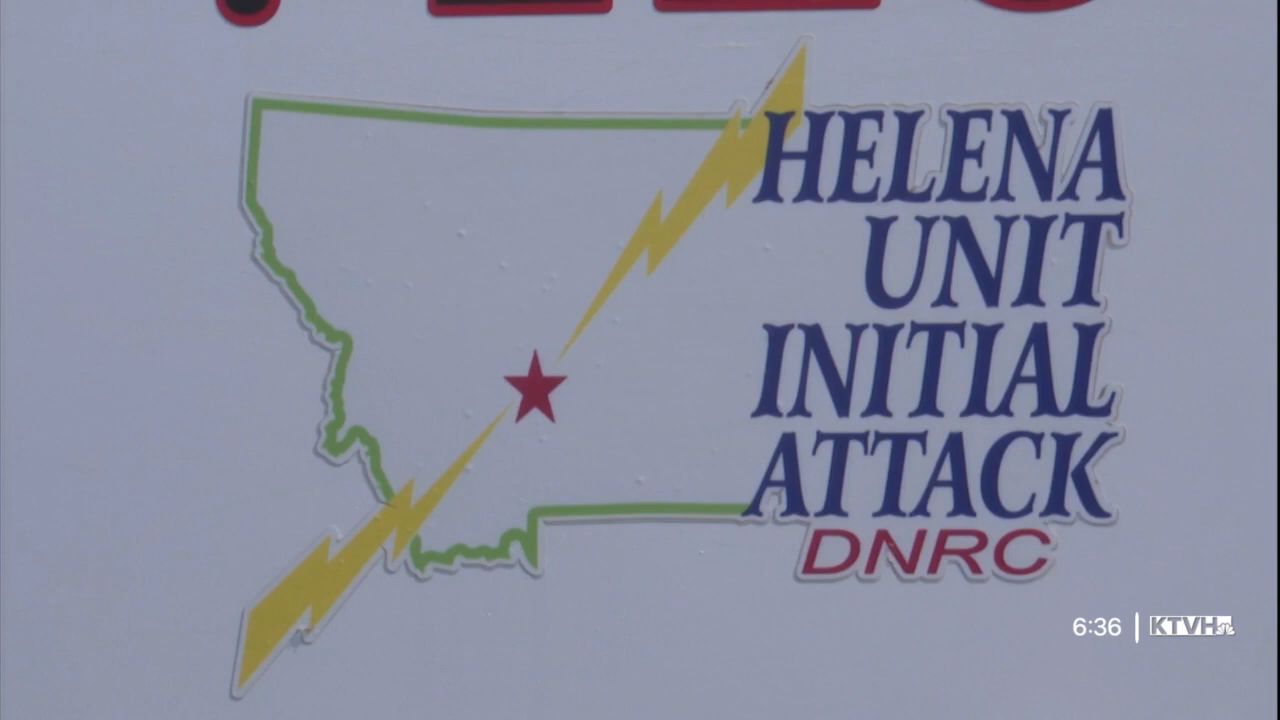 HELENA
UNIT
INITIAL
ATTACK
DNRC
6:36
KTVH